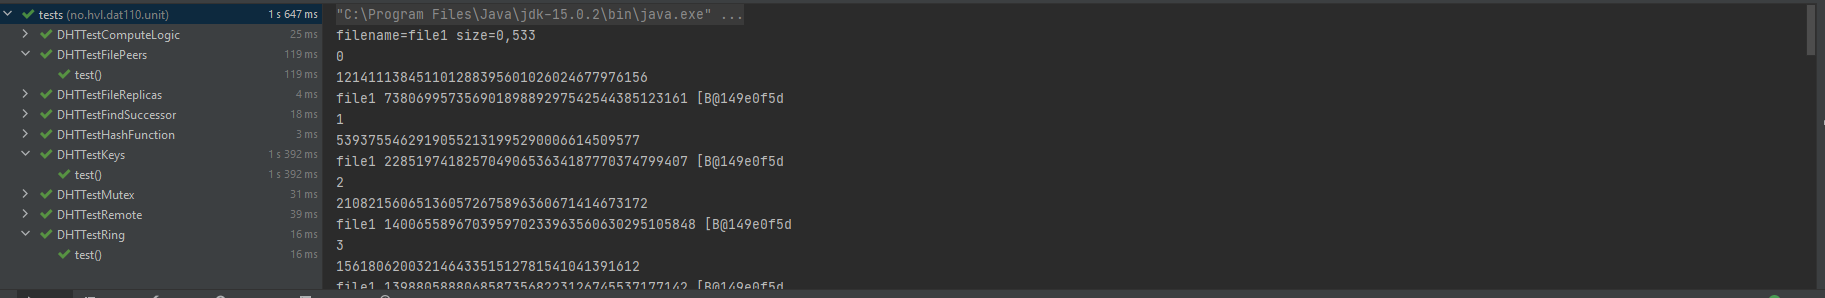 tests (no.hvl.dat110.unit) 1 s 647 ms
DHTTestComputeLogic 25 ms
DHTTestFilePeers 119 ms
test() 119 ms
DHTTestFileReplicas 4 ms
DHTTestFindSuccessor 18 ms
DHTTestHashFunction 3 ms
DHTTestKeys 1 s 392 ms
test() 1 s 392 ms
DHTTestMutex 31 ms
DHTTestRemote 39 ms
DHTTestRing 16 ms
test() 16 ms
"C:\Program Files\Java\jdk-15.0.2\bin\java.exe" ...
filename=file1 size=0,533
0
121411138451101288395601026024677976156
file1 73806995735690189889297542544385123161 [B@149e0f5d
1
53937554629190552131995290006614509577
file1 22851974182570490653634187770374799407 [B@149e0f5d
2
210821560651360572675896360671414673172
file1 140065589670395970233963560630295105848 [B@149e0f5d
3
156180620032146433515127815410413​91612
file1 139880588806858735682231267455371​77142 [B@149e0f5d